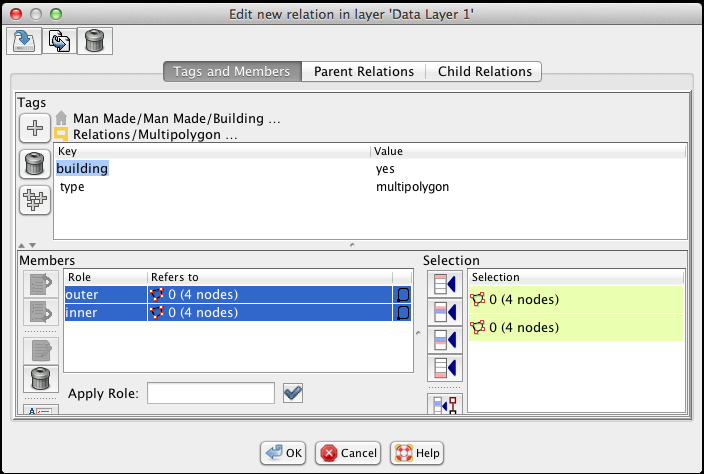 Edit new relation in layer 'Data Layer 1'
Tags and Members Parent Relations Child Relations
Tags
Man Made/Man Made/Building ...
Relations/Multipolygon ...
Key Value
building yes
type multipolygon
Members
Role Refers to
outer 0 (4 nodes)
inner 0 (4 nodes)
Apply Role:
Selection
Selection
0 (4 nodes)
0 (4 nodes)
OK Cancel Help